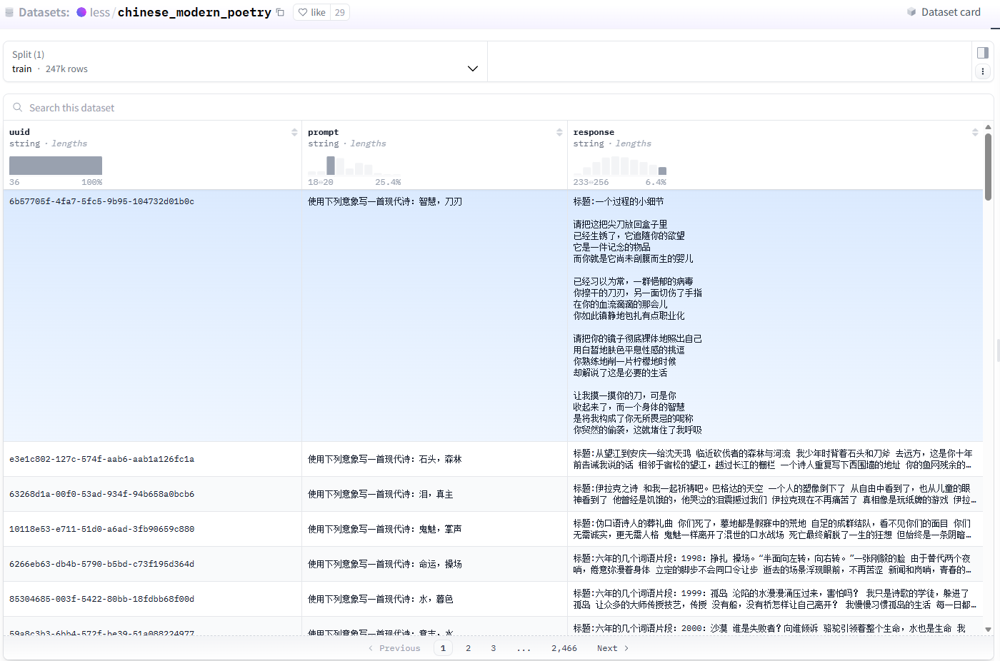 Datasets: less/chinese_modern_poetry like 29 Dataset card
Split (1)
train · 247k rows
Search this dataset
uuid prompt response
string · lengths string · lengths string · lengths
36 100% 18⇔20 25.4% 233⇔256 6.4%
6b57705f-4fa7-5fc5-9b95-104732d01b0c 使用下列意象写一首现代诗：智慧，刀刃 标题:一个过程的小细节
请把这把尖刀放回盒子里
已经生锈了，它追随你的欲望
它是一件记念的物品
而你就是它尚未剖腹而生的婴儿
已经习以为常，一群悒郁的病毒
你擦干的刀刃，另一面切伤了手指
在你的血流滴滴的那会儿
你如此镇静地包扎有点职业化
请把你的镜子彻底裸体地照出自己
用白皙地肤色平息性感的挑逗
你熟练地削一片柠檬地时候
却解说了这是必要的生活
让我摸一摸你的刀，可是你
收起来了，而一个身体的智慧
是将我构成了你无所畏忌的昵称
你贸然的偷袭，这就堵住了我呼吸
e3e1c802-127c-574f-aab6-aab1a126fc1a 使用下列意象写一首现代诗：石头，森林 标题:从望江到安庆——给沈天鸿 临近砍伐者的森林与河流 我少年时背着石头和刀斧 去远方，这是你十年
前告诫我说的话 相邻于宿松的望江，越过长江的栅栏 一个诗人重复写下西围墙的地址 你的鱼网残余的…
63268d1a-00f0-53ad-934f-94b658a0bcb6 使用下列意象写一首现代诗：泪，真主 标题:伊拉克之诗 和我一起祈祷吧。巴格达的天空 一个人的塑像倒下了 从自由中看到了，也从儿童的眼
神看到了 他曾经是饥饿的，他哭泣的泪震撼过我们 伊拉克现在不再痛苦了 真相像是玩纸牌的游戏 伊拉…
10118e53-e711-51d0-a6ad-3fb90659c880 使用下列意象写一首现代诗：鬼魅，掌声 标题:伪口语诗人的葬礼曲 你们死了，墓地都是假寐中的荒地 自足的成群结队，看不见你们的面目 你们
无需诚实，更无需人格 鬼魅一样离开了混世的口水战场 死亡最终解脱了一生的狂想 但始终是一条阴暗…
6266eb63-db4b-5790-b5bd-c73f195d364d 使用下列意象写一首现代诗：命运，操场 标题:六年的几个词语片段：1998：挣扎 操场。“半面向左转，向右转。”一张刚毅的脸 由于替代两个夜
哨，倦意弥漫着身体 立定的脚步不会同口令让步 逝去的场景浮现眼前，不再苦涩 新闻和岗哨，青春的…
85304685-003f-5422-80bb-18fdbb68f00d 使用下列意象写一首现代诗：水，暮色 标题:六年的几个词语片段：1999：孤岛 沦陷的水漫漫涌压过来，害怕吗？ 我只是诗歌的学徒，躲进了
孤岛 让众多的大师传授技艺，传授 没有船，没有桥怎样让自己离开？ 我慢慢习惯孤岛的生活 每一日都…
59a8c3b3-6bb4-572f-be39-51a088224977 使用下列意象写一首现代诗：意志，水 标题:六年的几个词语片段：2000：沙漠 谁是失败者？向谁倾诉 骆驼引领着整个生命，水也是生命 我
Previous 1 2 3 ... 2,466 Next